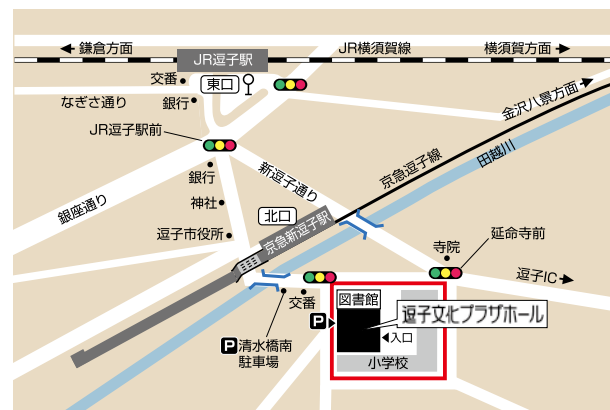 鎌倉方面
JR逗子駅
JR横須賀線
横須賀方面
交番
東口
なぎさ通り
銀行
金沢八景方面
JR逗子駅前
京急逗子線
田越川
銀行
新逗子通り
銀座通り
神社
北口
逗子市役所
京急新逗子駅
寺院
延命寺前
逗子IC
交番
図書館
P
逗子文化プラザホール
P 清水橋南
駐車場
入口
小学校